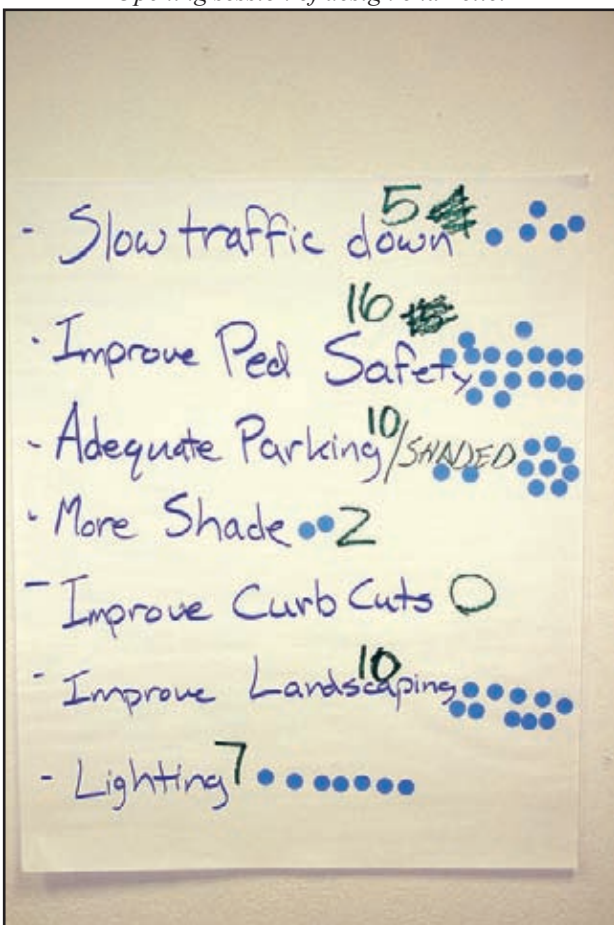 Opening session of design charrette.
- Slow traffic down 5
- Improve Ped Safety 16
- Adequate Parking/SHADED 10
- More Shade 2
- Improve Curb Cuts 0
- Improve Landscaping 10
- Lighting 7